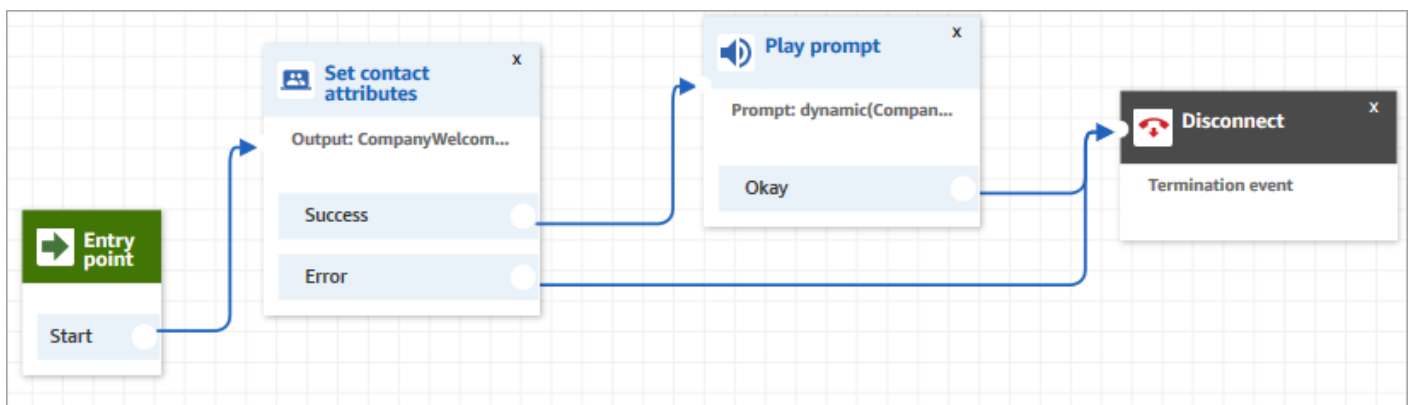 Entry
point
Start
x
Set contact
attributes
Output: CompanyWelcom...
Success
Error
x
Play prompt
Prompt: dynamic(Compan...
Okay
x
Disconnect
Termination event